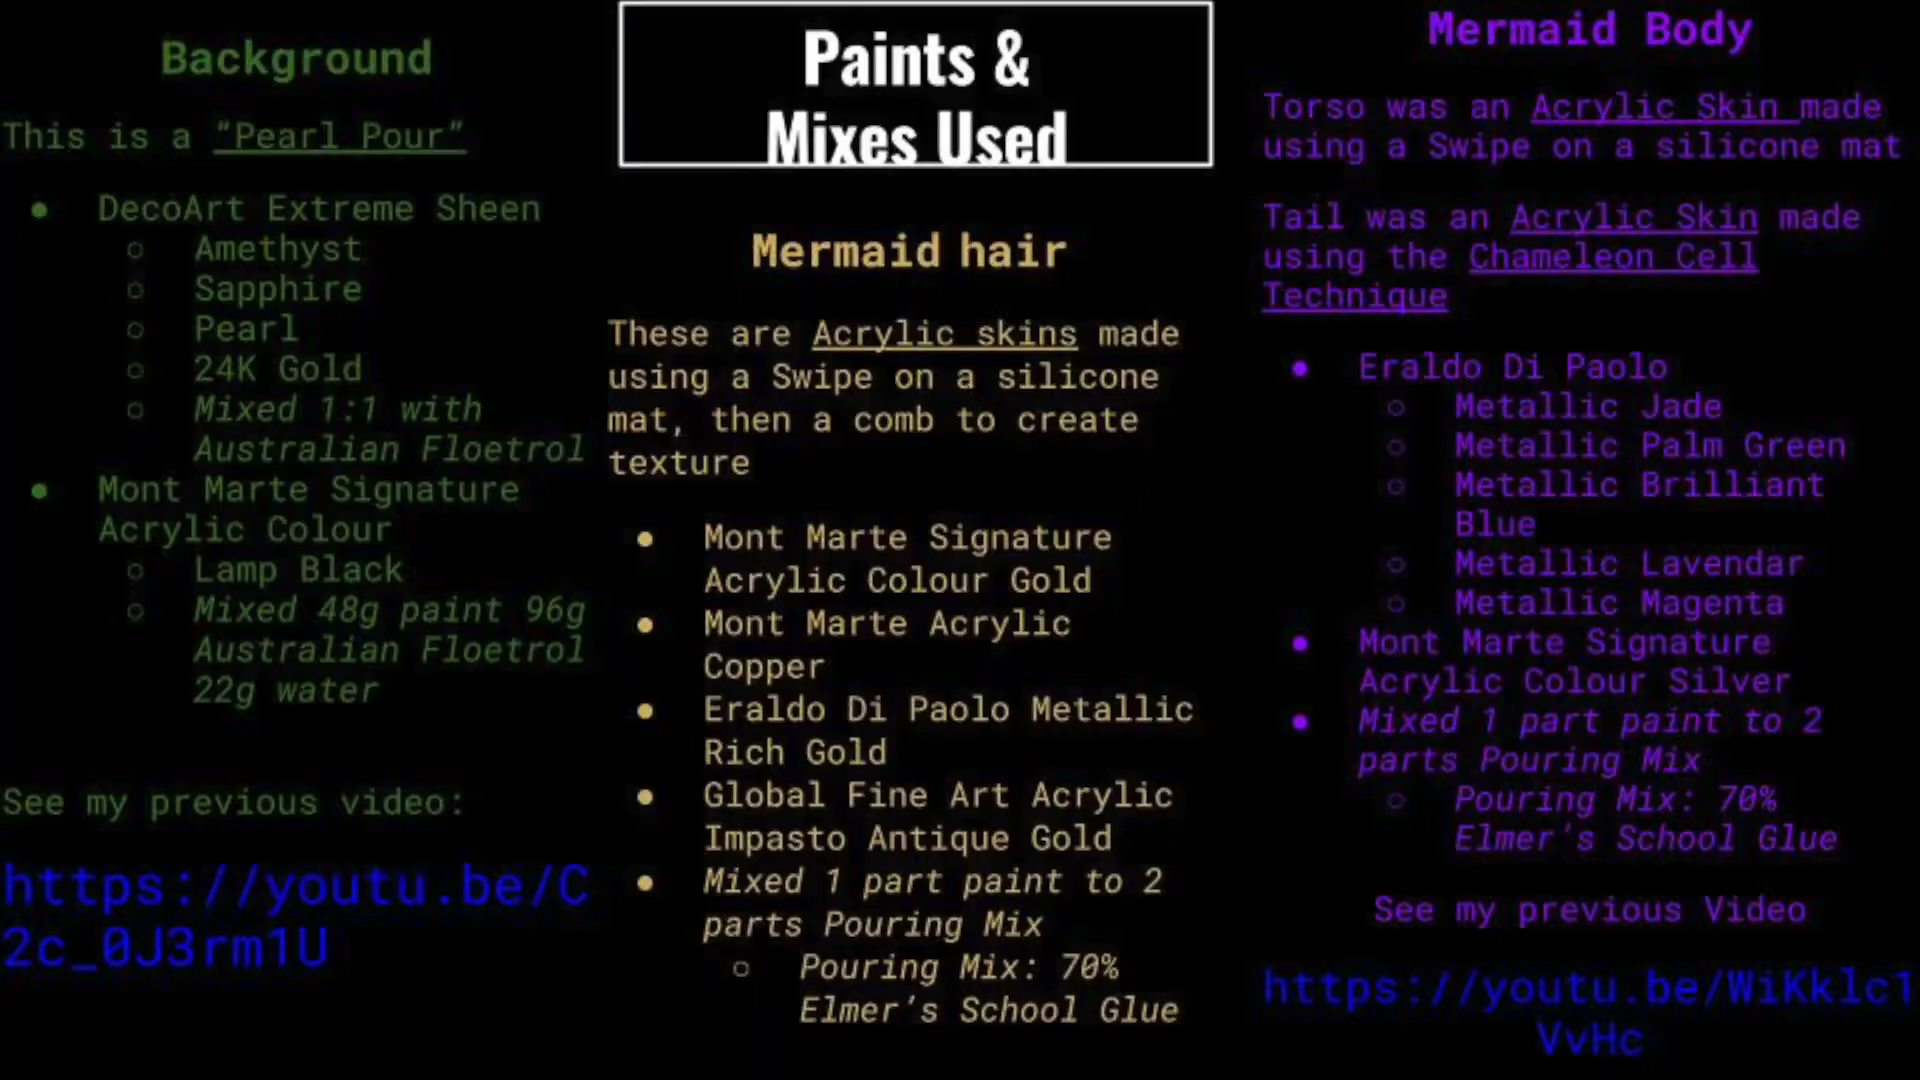 Background
This is a “Pearl Pour”
● DecoArt Extreme Sheen
○ Amethyst
○ Sapphire
○ Pearl
○ 24K Gold
○ Mixed 1:1 with
Australian Floetrol
● Mont Marte Signature
Acrylic Colour
○ Lamp Black
○ Mixed 48g paint 96g
Australian Floetrol
22g water
See my previous video:
https://youtu.be/C
2c_0J3rm1U
Paints &
Mixes Used
Mermaid hair
These are Acrylic skins made
using a Swipe on a silicone
mat, then a comb to create
texture
● Mont Marte Signature
Acrylic Colour Gold
● Mont Marte Acrylic
Copper
● Eraldo Di Paolo Metallic
Rich Gold
● Global Fine Art Acrylic
Impasto Antique Gold
● Mixed 1 part paint to 2
parts Pouring Mix
○ Pouring Mix: 70%
Elmer’s School Glue
Mermaid Body
Torso was an Acrylic Skin made
using a Swipe on a silicone mat
Tail was an Acrylic Skin made
using the Chameleon Cell
Technique
● Eraldo Di Paolo
○ Metallic Jade
○ Metallic Palm Green
○ Metallic Brilliant
Blue
○ Metallic Lavendar
○ Metallic Magenta
● Mont Marte Signature
Acrylic Colour Silver
● Mixed 1 part paint to 2
parts Pouring Mix
○ Pouring Mix: 70%
Elmer’s School Glue
See my previous Video
https://youtu.be/WiKklc1
VvHc